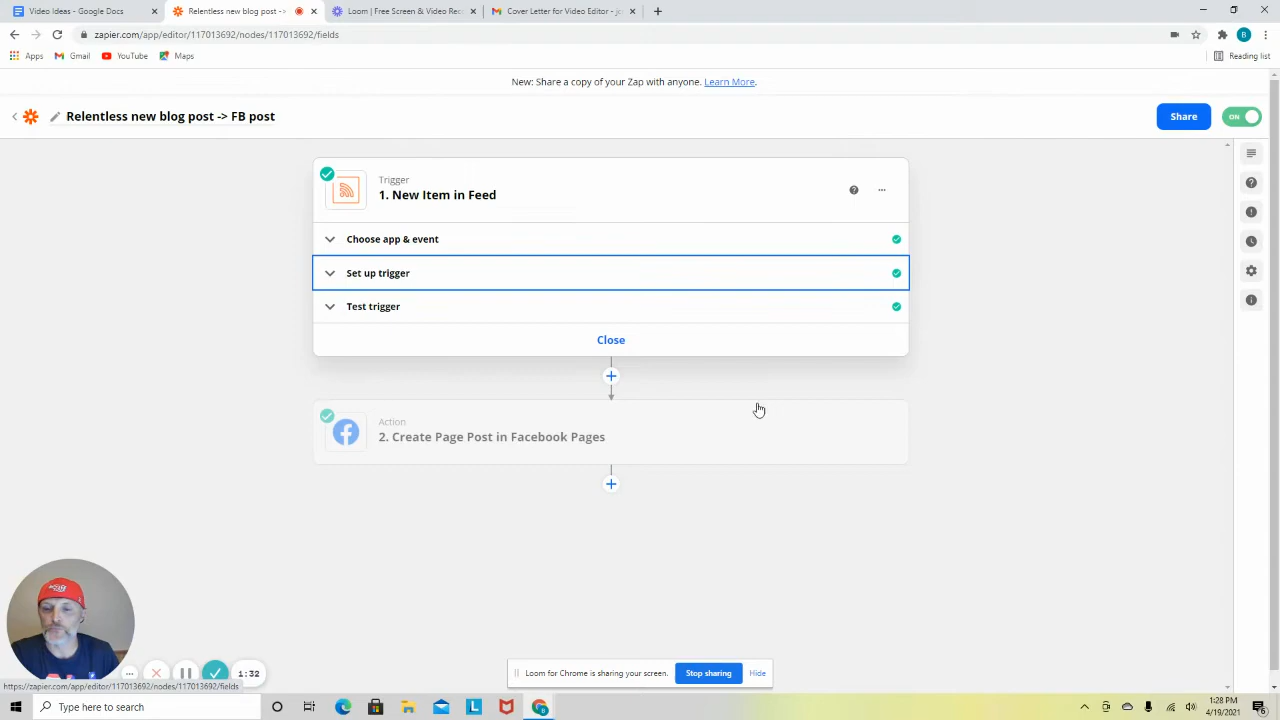 Video Ideas - Google Docs
Relentless new blog post ->
Loom | Free Screen & Video Rec
Cover Letter for Video Editor - jo
zapier.com/app/editor/117013692/nodes/117013692/fields
B
Apps
Gmail
YouTube
Maps
Reading list
New: Share a copy of your Zap with anyone. Learn More.
Relentless new blog post -> FB post
Share
ON
Trigger
1. New Item in Feed
Choose app & event
Set up trigger
Test trigger
Close
Action
2. Create Page Post in Facebook Pages
1:32
Loom for Chrome is sharing your screen.
Stop sharing
Hide
https://zapier.com/app/editor/117013692/nodes/117013692/fields
Type here to search
1:28 PM
4/19/2021